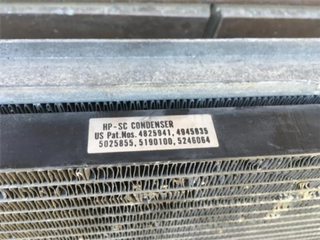 HP-SC CONDENSER
US Pat.Nos. 4825941, 4945635
5025855, 5190100, 5246064